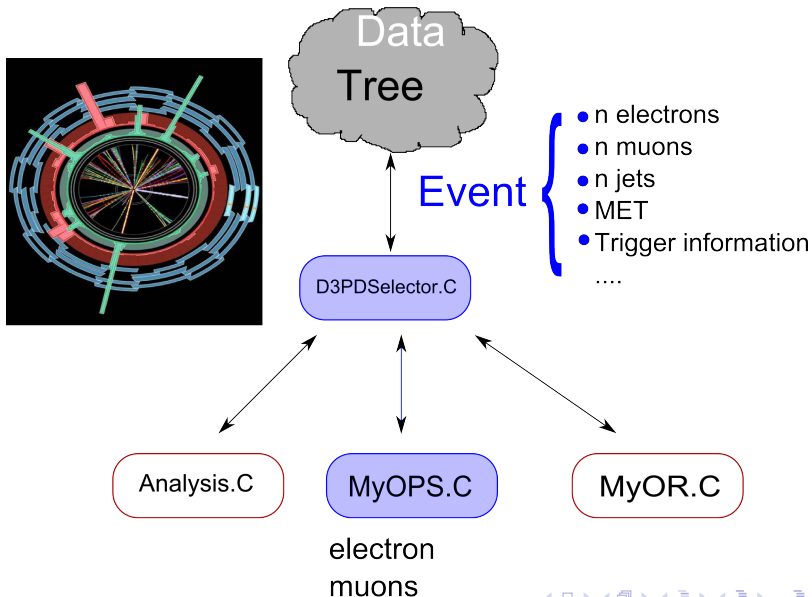 Data
Tree
Event
n electrons
n muons
n jets
MET
Trigger information
....
D3PDSelector.C
Analysis.C
MyOPS.C
MyOR.C
electron
muons